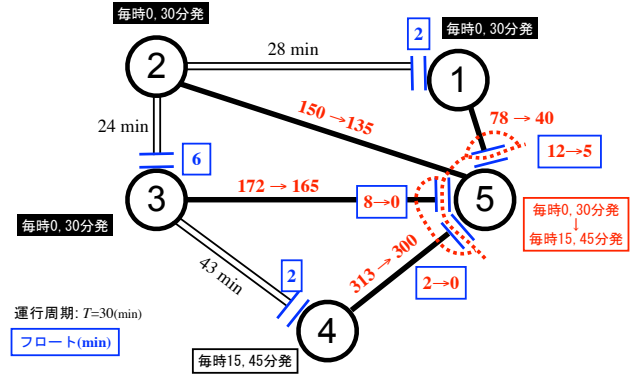 毎時0,30分発
2
28 min
2
毎時0,30分発
1
24 min
150→135
78→40
6
12→5
3
172→165
8→0
5
毎時0,30分発
↓
毎時15,45分発
毎時0,30分発
43 min
2
313→300
2→0
4
運行周期: T=30(min)
フロート(min)
毎時15,45分発